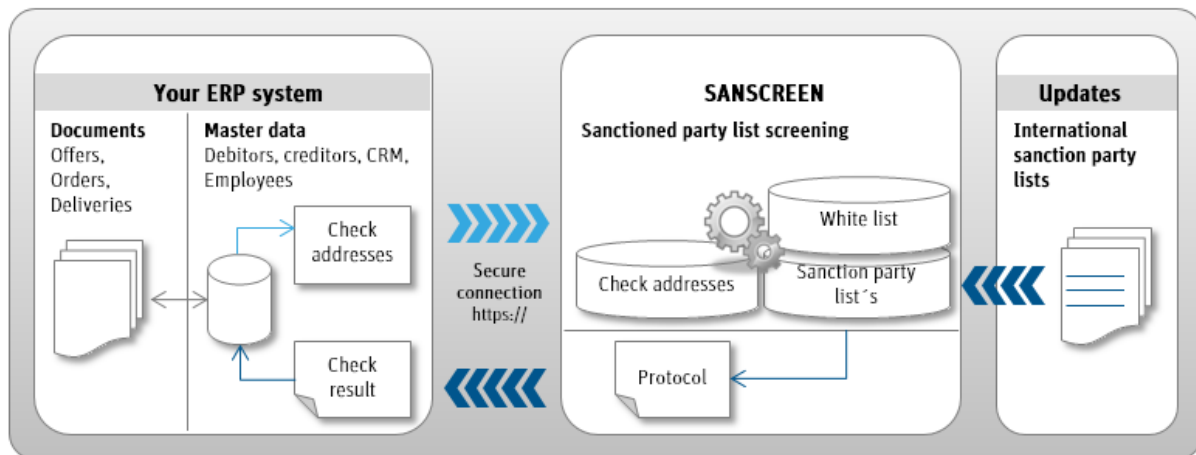 Your ERP system
Documents
Offers,
Orders,
Deliveries
Master data
Debitors, creditors, CRM,
Employees
Check
addresses
Check
result
Secure
connection
https://
SANSCREEN
Sanctioned party list screening
White list
Check addresses
Sanction party
list´s
Protocol
Updates
International
sanction party
lists